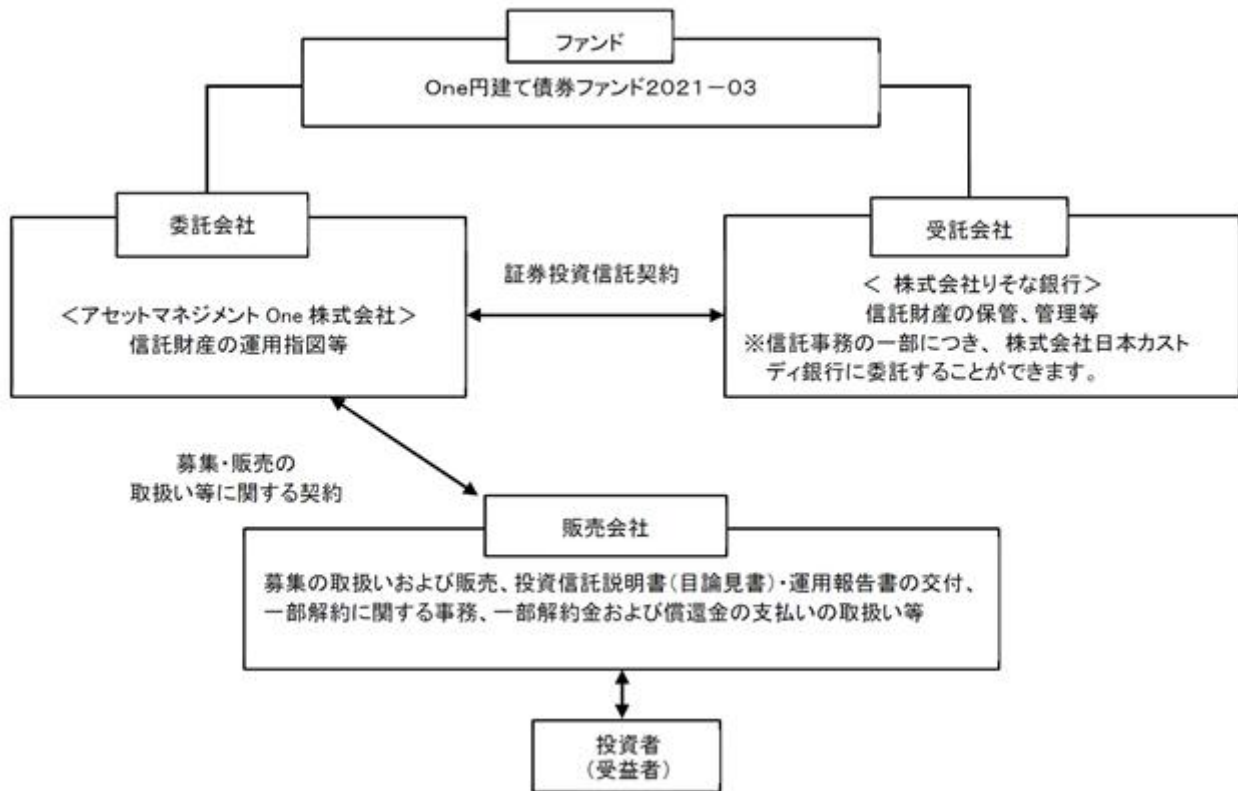 ファンド
One円建て債券ファンド2021－03
委託会社
＜アセットマネジメント One 株式会社＞
信託財産の運用指図等
証券投資信託契約
受託会社
＜ 株式会社りそな銀行＞
信託財産の保管、管理等
※信託事務の一部につき、 株式会社日本カスト
ディ銀行に委託することができます。
募集・販売の
取扱い等に関する契約
販売会社
募集の取扱いおよび販売、投資信託説明書（目論見書）・運用報告書の交付、
一部解約に関する事務、一部解約金および償還金の支払いの取扱い等
投資者
（受益者）